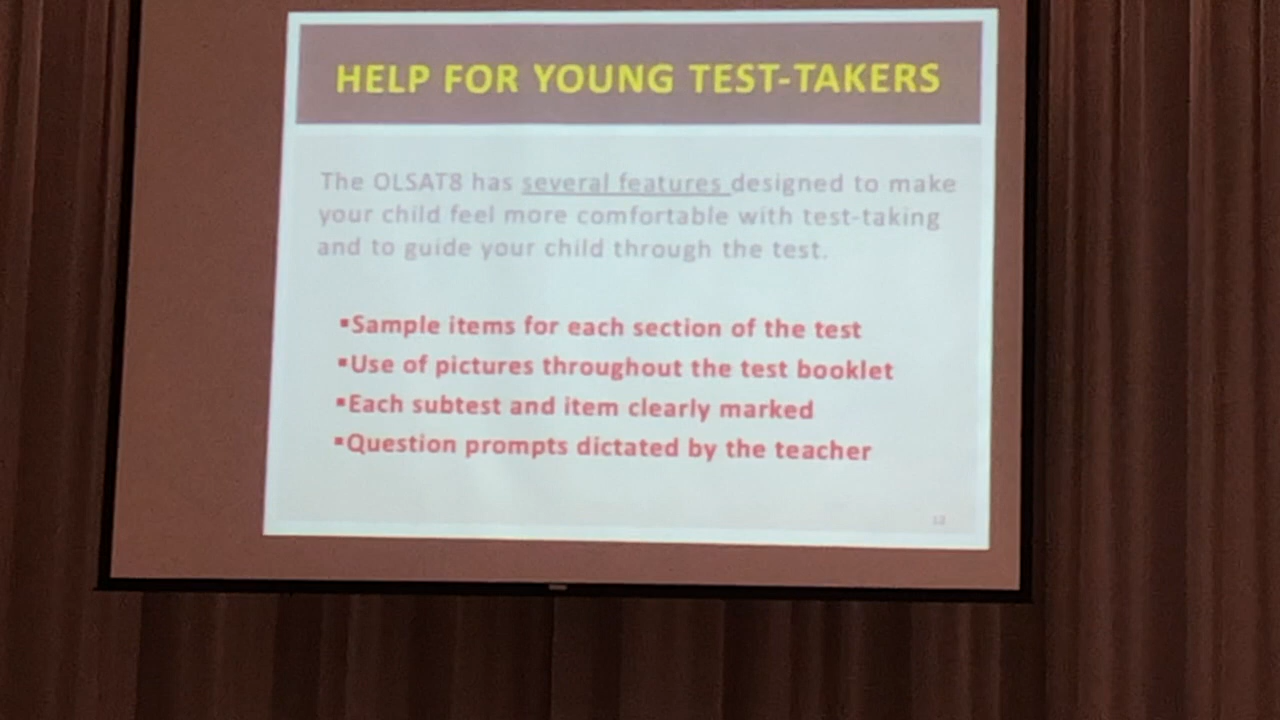 HELP FOR YOUNG TEST-TAKERS
The OLSAT8 has several features designed to make
your child feel more comfortable with test-taking
and to guide your child through the test.
▪Sample items for each section of the test
▪Use of pictures throughout the test booklet
▪Each subtest and item clearly marked
▪Question prompts dictated by the teacher